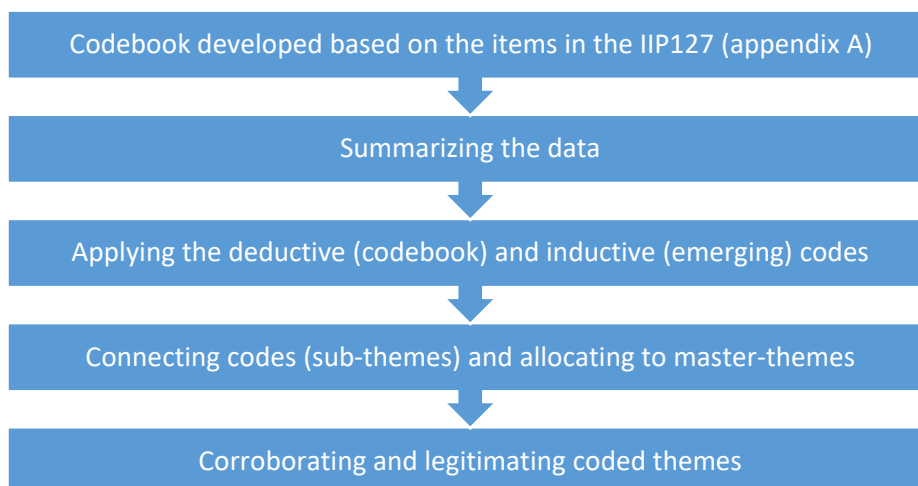 Codebook developed based on the items in the IIP127 (appendix A)
Summarizing the data
Applying the deductive (codebook) and inductive (emerging) codes
Connecting codes (sub-themes) and allocating to master-themes
Corroborating and legitimating coded themes